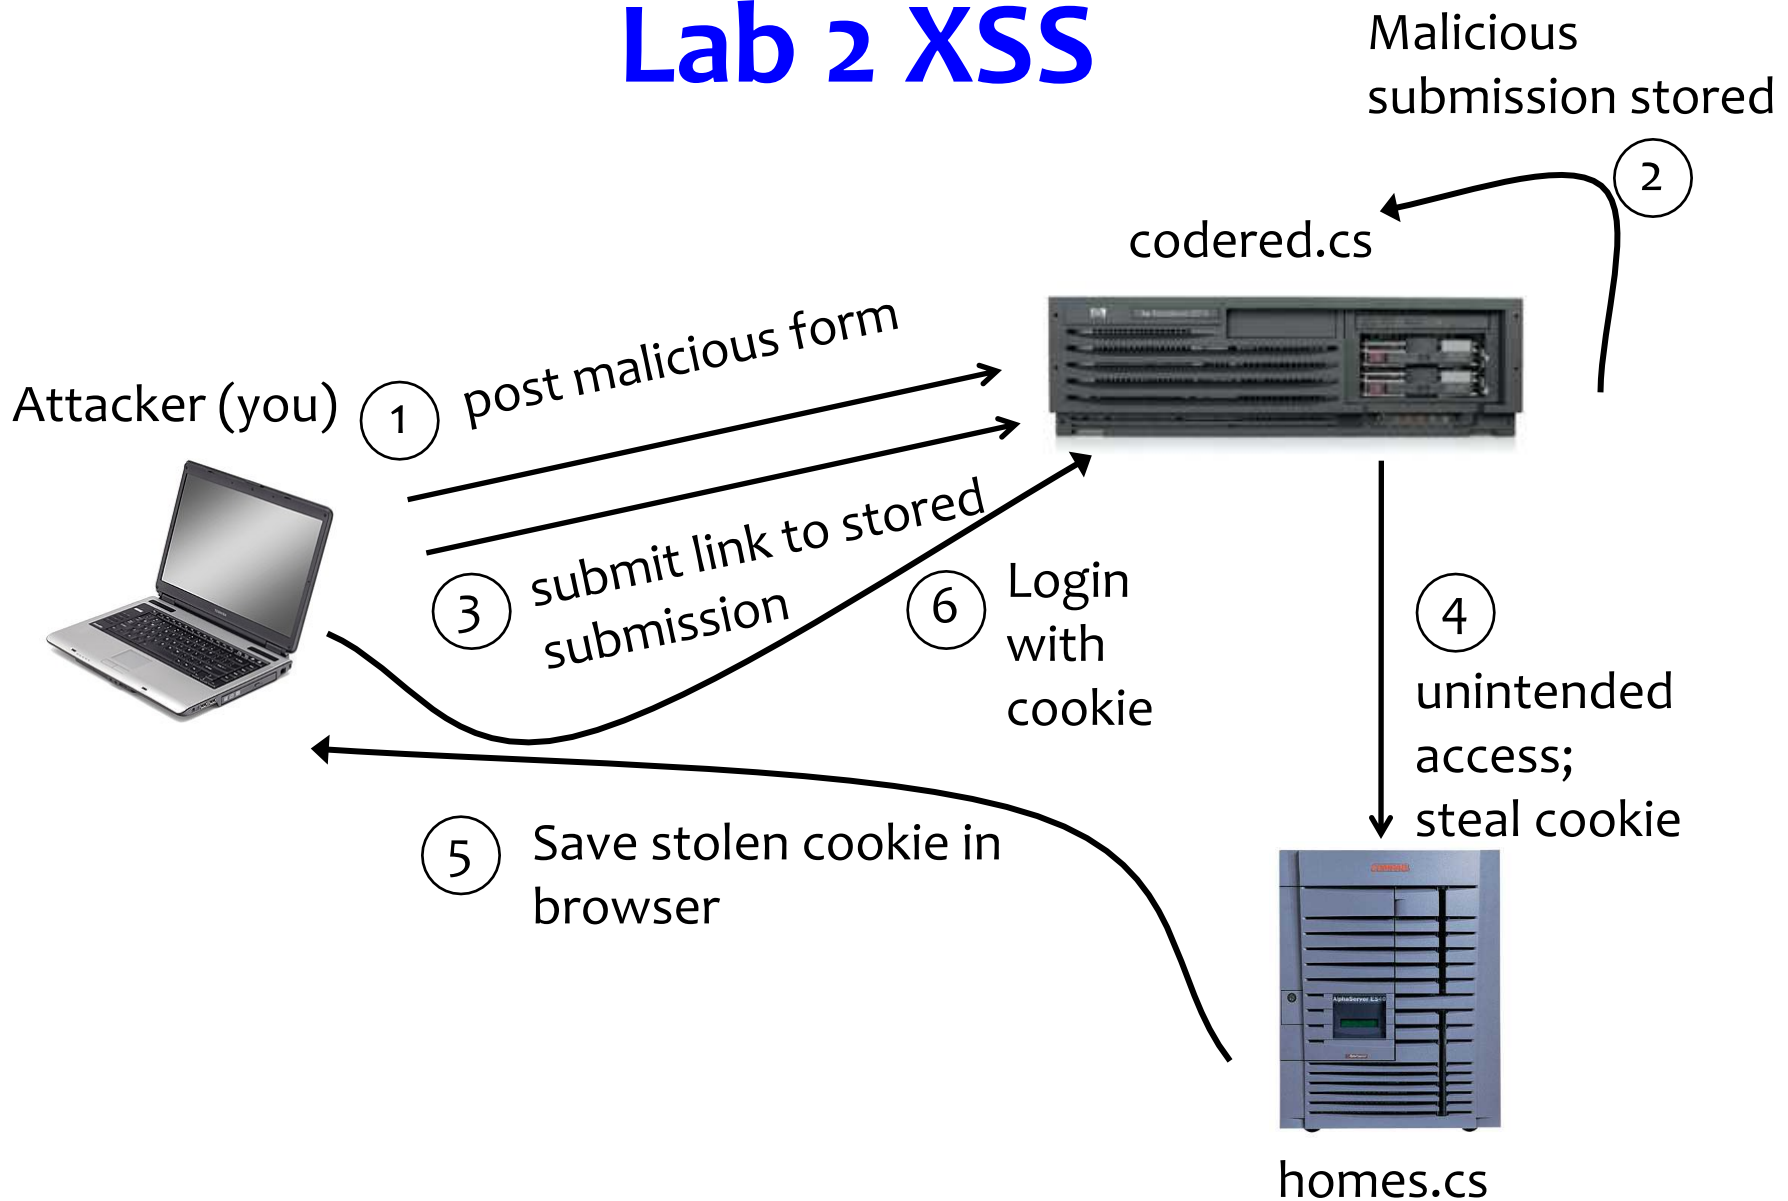 Lab 2 XSS
Malicious
submission stored
2
codered.cs
post malicious form
Attacker (you)
1
submit link to stored
submission
3
6
Login
with
cookie
4
unintended
access;
steal cookie
5
Save stolen cookie in
browser
homes.cs